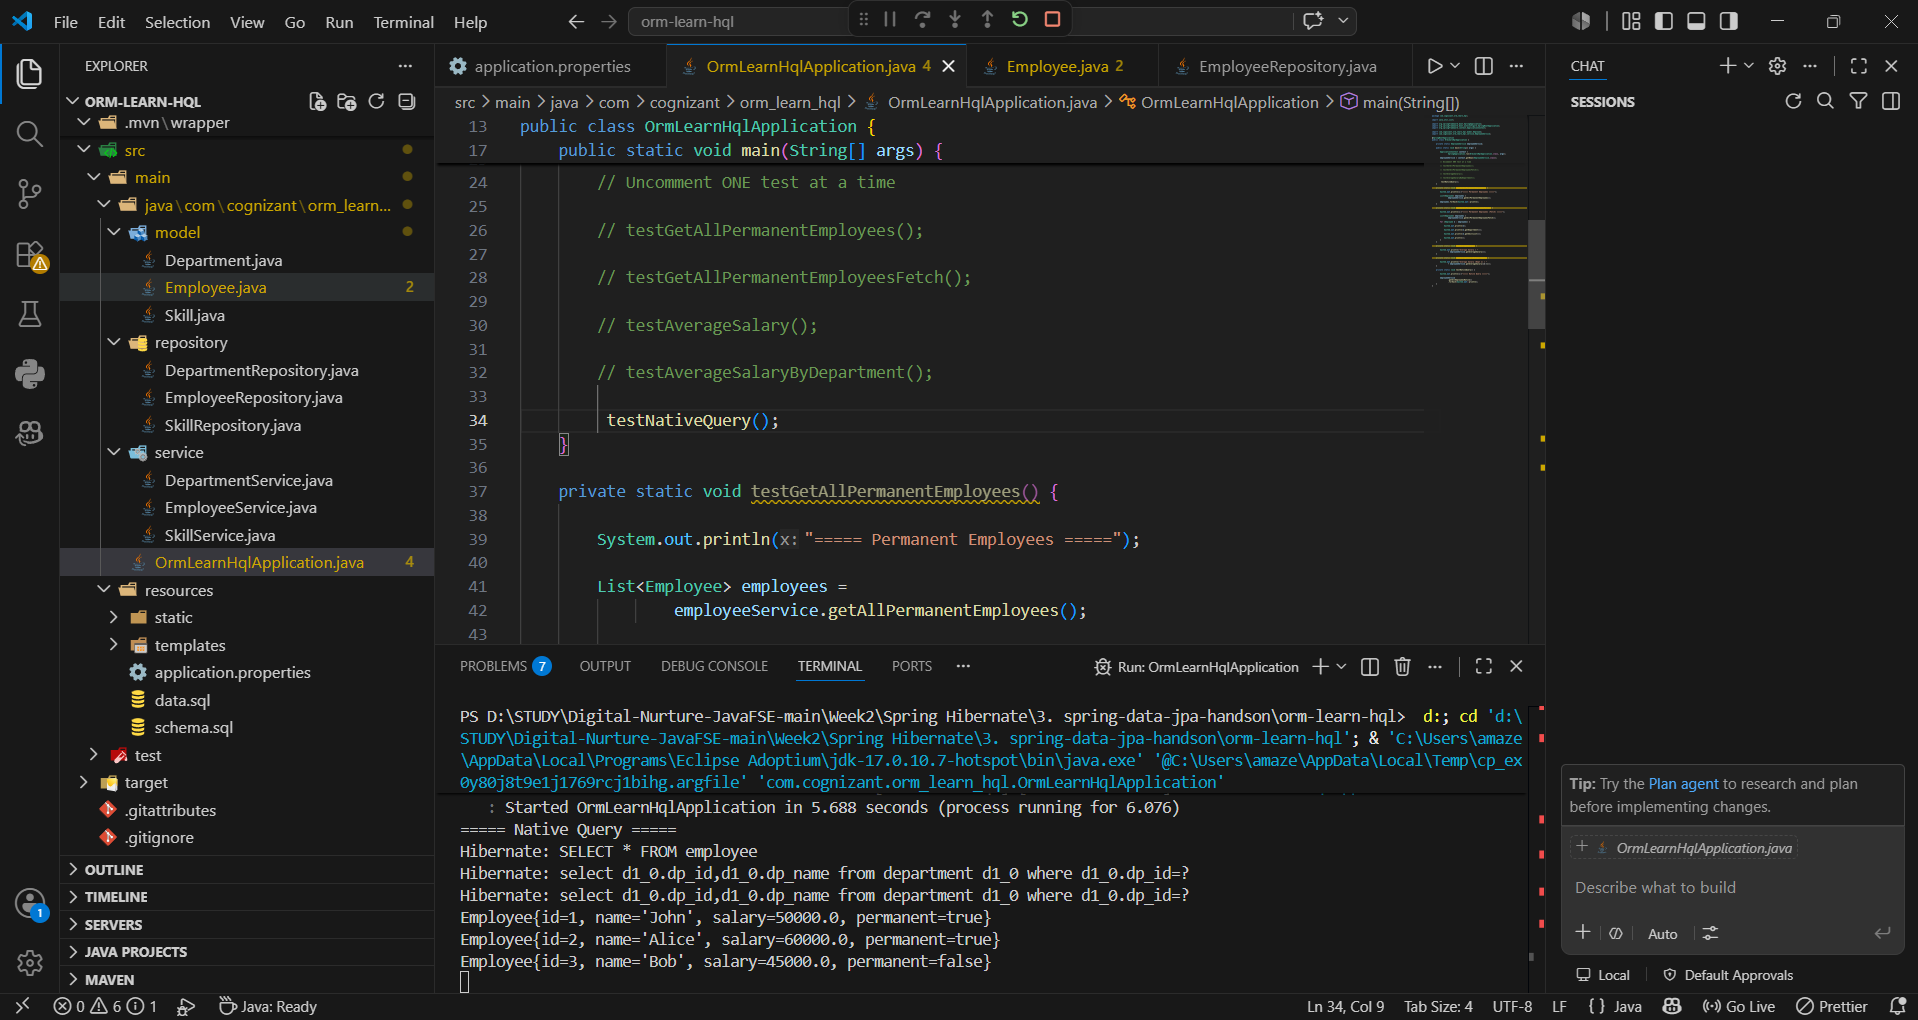 File Edit Selection View Go Run Terminal Help
orm-learn-hql
EXPLORER
ORM-LEARN-HQL
.mvn\wrapper
src
main
java\com\cognizant\orm_learn...
model
Department.java
Employee.java 2
Skill.java
repository
DepartmentRepository.java
EmployeeRepository.java
SkillRepository.java
service
DepartmentService.java
EmployeeService.java
SkillService.java
OrmLearnHqlApplication.java 4
resources
static
templates
application.properties
data.sql
schema.sql
test
target
.gitattributes
.gitignore
OUTLINE
TIMELINE
SERVERS
JAVA PROJECTS
MAVEN
1
application.properties OrmLearnHqlApplication.java 4 Employee.java 2 EmployeeRepository.java
src > main > java > com > cognizant > orm_learn_hql > OrmLearnHqlApplication.java > OrmLearnHqlApplication > main(String[])
13 public class OrmLearnHqlApplication {
17 public static void main(String[] args) {
24 // Uncomment ONE test at a time
25
26 // testGetAllPermanentEmployees();
27
28 // testGetAllPermanentEmployeesFetch();
29
30 // testAverageSalary();
31
32 // testAverageSalaryByDepartment();
33
34 testNativeQuery();
35 }
36
37 private static void testGetAllPermanentEmployees() {
38
39 System.out.println(x: "===== Permanent Employees =====");
40
41 List<Employee> employees =
42 employeeService.getAllPermanentEmployees();
43
PROBLEMS 7 OUTPUT DEBUG CONSOLE TERMINAL PORTS
Run: OrmLearnHqlApplication
PS D:\STUDY\Digital-Nurture-JavaFSE-main\Week2\Spring Hibernate\3. spring-data-jpa-handson\orm-learn-hql> d:; cd 'd:\
STUDY\Digital-Nurture-JavaFSE-main\Week2\Spring Hibernate\3. spring-data-jpa-handson\orm-learn-hql'; & 'C:\Users\amaze
\AppData\Local\Programs\Eclipse Adoptium\jdk-17.0.10.7-hotspot\bin\java.exe' '@C:\Users\amaze\AppData\Local\Temp\cp_ex
0y80j8t9e1j1769rcj1bihg.argfile' 'com.cognizant.orm_learn_hql.OrmLearnHqlApplication'
: Started OrmLearnHqlApplication in 5.688 seconds (process running for 6.076)
===== Native Query =====
Hibernate: SELECT * FROM employee
Hibernate: select d1_0.dp_id,d1_0.dp_name from department d1_0 where d1_0.dp_id=?
Hibernate: select d1_0.dp_id,d1_0.dp_name from department d1_0 where d1_0.dp_id=?
Employee{id=1, name='John', salary=50000.0, permanent=true}
Employee{id=2, name='Alice', salary=60000.0, permanent=true}
Employee{id=3, name='Bob', salary=45000.0, permanent=false}
CHAT
SESSIONS
Tip: Try the Plan agent to research and plan
before implementing changes.
OrmLearnHqlApplication.java
Describe what to build
Auto
Local Default Approvals
0 6 1 Java: Ready
Ln 34, Col 9 Tab Size: 4 UTF-8 LF {} Java Go Live Prettier